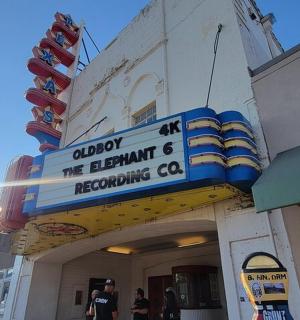 TEXAS
OLDBOY 4K
THE ELEPHANT 6
RECORDING CO.